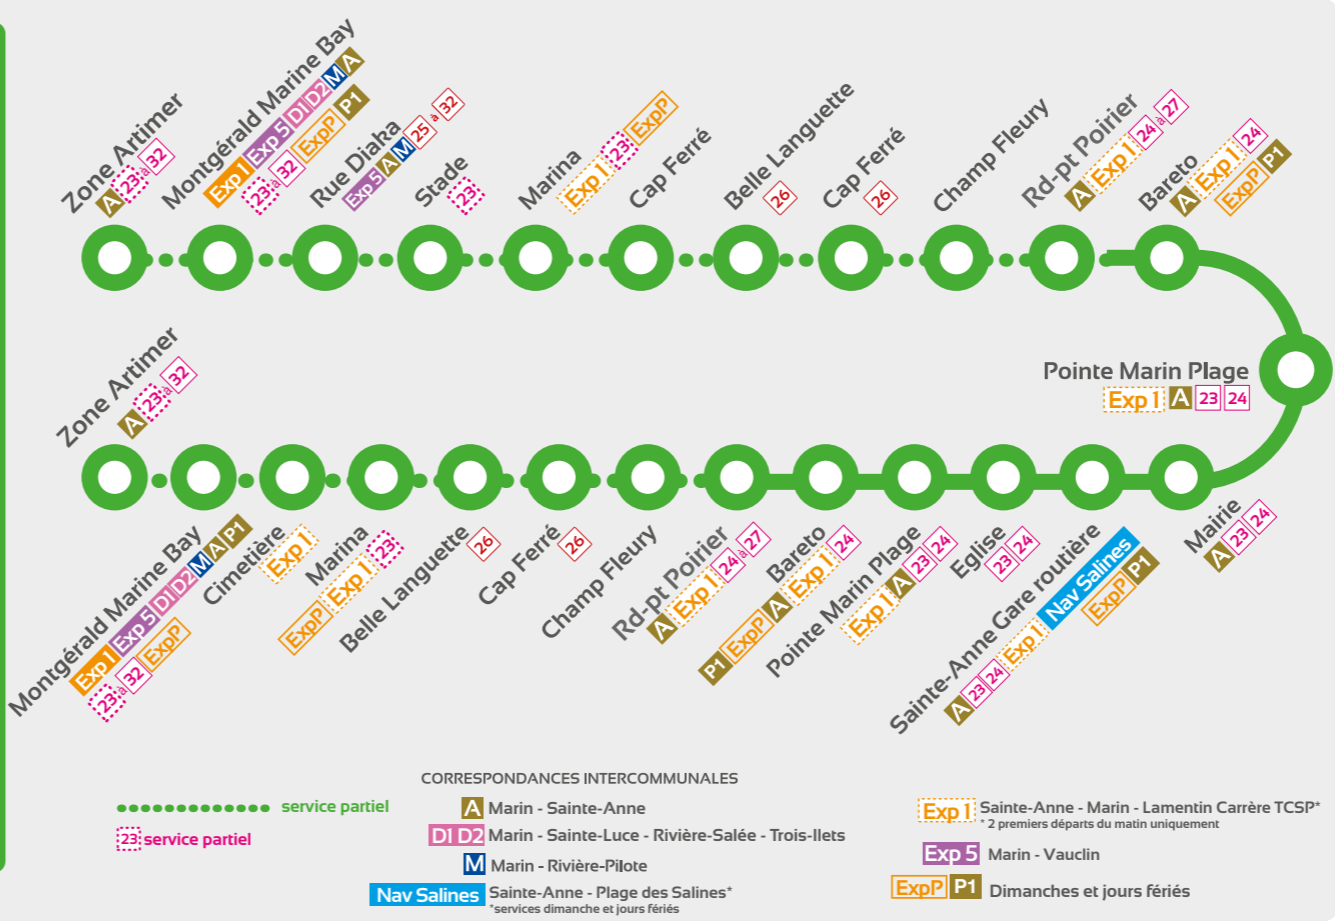 Zone Artimer
A 23 à 32
Montgérald Marine Bay
Exp 1 Exp 5 D1 D2 M A
23 à 32 ExpP P1
Rue Diaka
Exp 5 A M 25 à 32
Stade
23
Marina
Exp 1 23 ExpP
Cap Ferré
Belle Languette
26
Cap Ferré
26
Champ Fleury
Rd-pt Poirier
A Exp 1 24 à 27
Bareto
A Exp 1 24
ExpP P1
Pointe Marin Plage
Exp 1 A 23 24
Zone Artimer
A 23 à 32
Montgérald Marine Bay
Exp 1 Exp 5 D1 D2 M A P1
23 à 32 ExpP
Cimetière
Exp 1
Marina
ExpP Exp 1 23
Belle Languette
26
Cap Ferré
26
Champ Fleury
Rd-pt Poirier
A Exp 1 24 à 27
Bareto
P1 ExpP A Exp 1 24
Pointe Marin Plage
Exp 1 A 23 24
Eglise
23 24
Sainte-Anne Gare routière
A 23 24 Exp 1 Nav Salines
ExpP P1
Mairie
A 23 24
service partiel
23 service partiel
CORRESPONDANCES INTERCOMMUNALES
A Marin - Sainte-Anne
D1 D2 Marin - Sainte-Luce - Rivière-Salée - Trois-Ilets
M Marin - Rivière-Pilote
Nav Salines Sainte-Anne - Plage des Salines*
*services dimanche et jours fériés
Exp 1 Sainte-Anne - Marin - Lamentin Carrère TCSP*
* 2 premiers départs du matin uniquement
Exp 5 Marin - Vauclin
ExpP P1 Dimanches et jours fériés